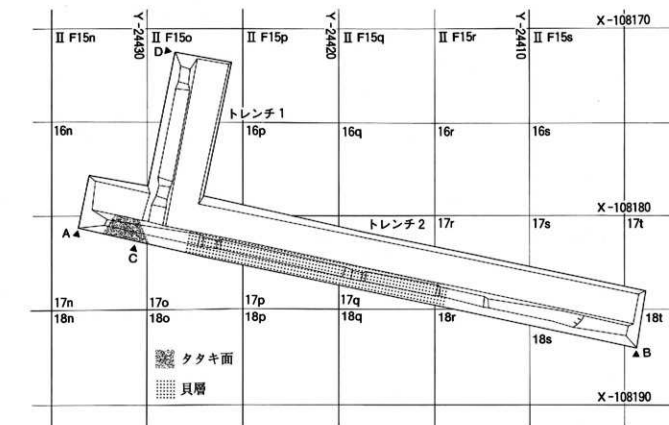 Y-24430
Y-24420
Y-24410
X-108170
II F15n
II F15o
II F15p
II F15q
II F15r
II F15s
D
トレンチ1
16n
16p
16q
16r
16s
X-108180
トレンチ2
17r
17s
17t
A
C
17n
17o
17p
17q
18n
18o
18p
18q
18r
18s
18t
B
タタキ面
貝層
X-108190